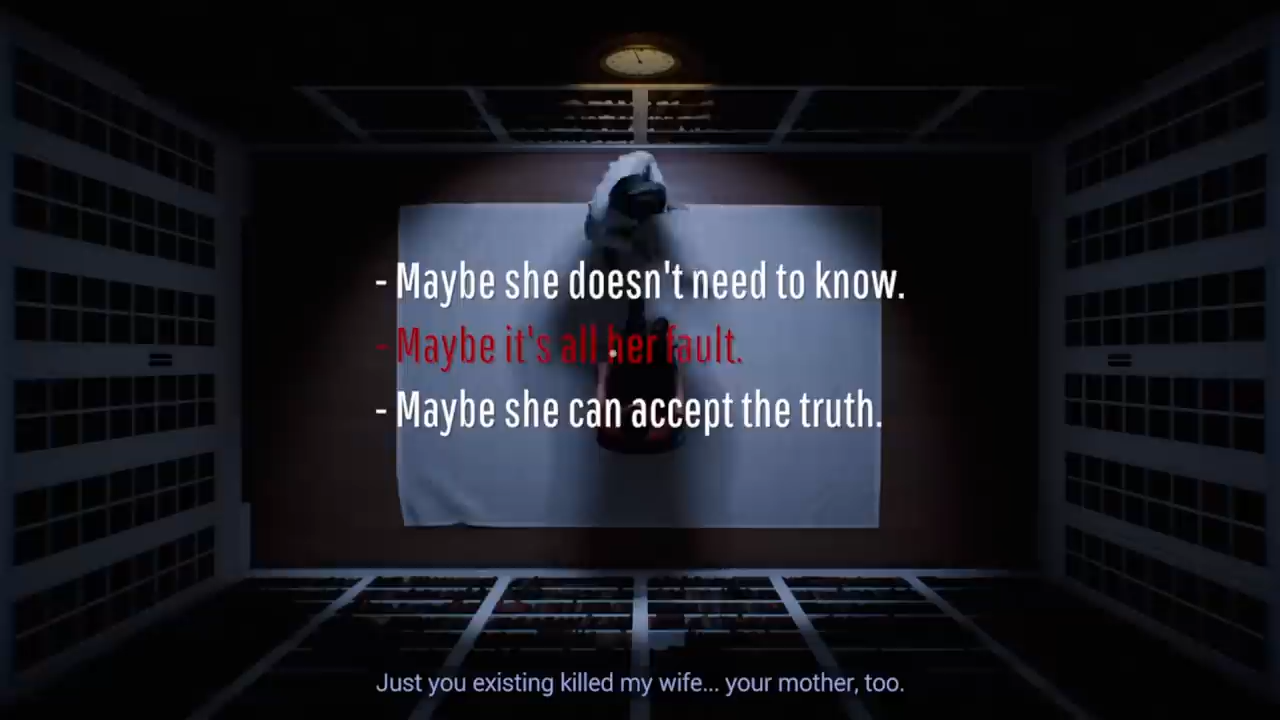 - Maybe she doesn't need to know.
- Maybe it's all her fault.
- Maybe she can accept the truth.
Just you existing killed my wife... your mother, too.